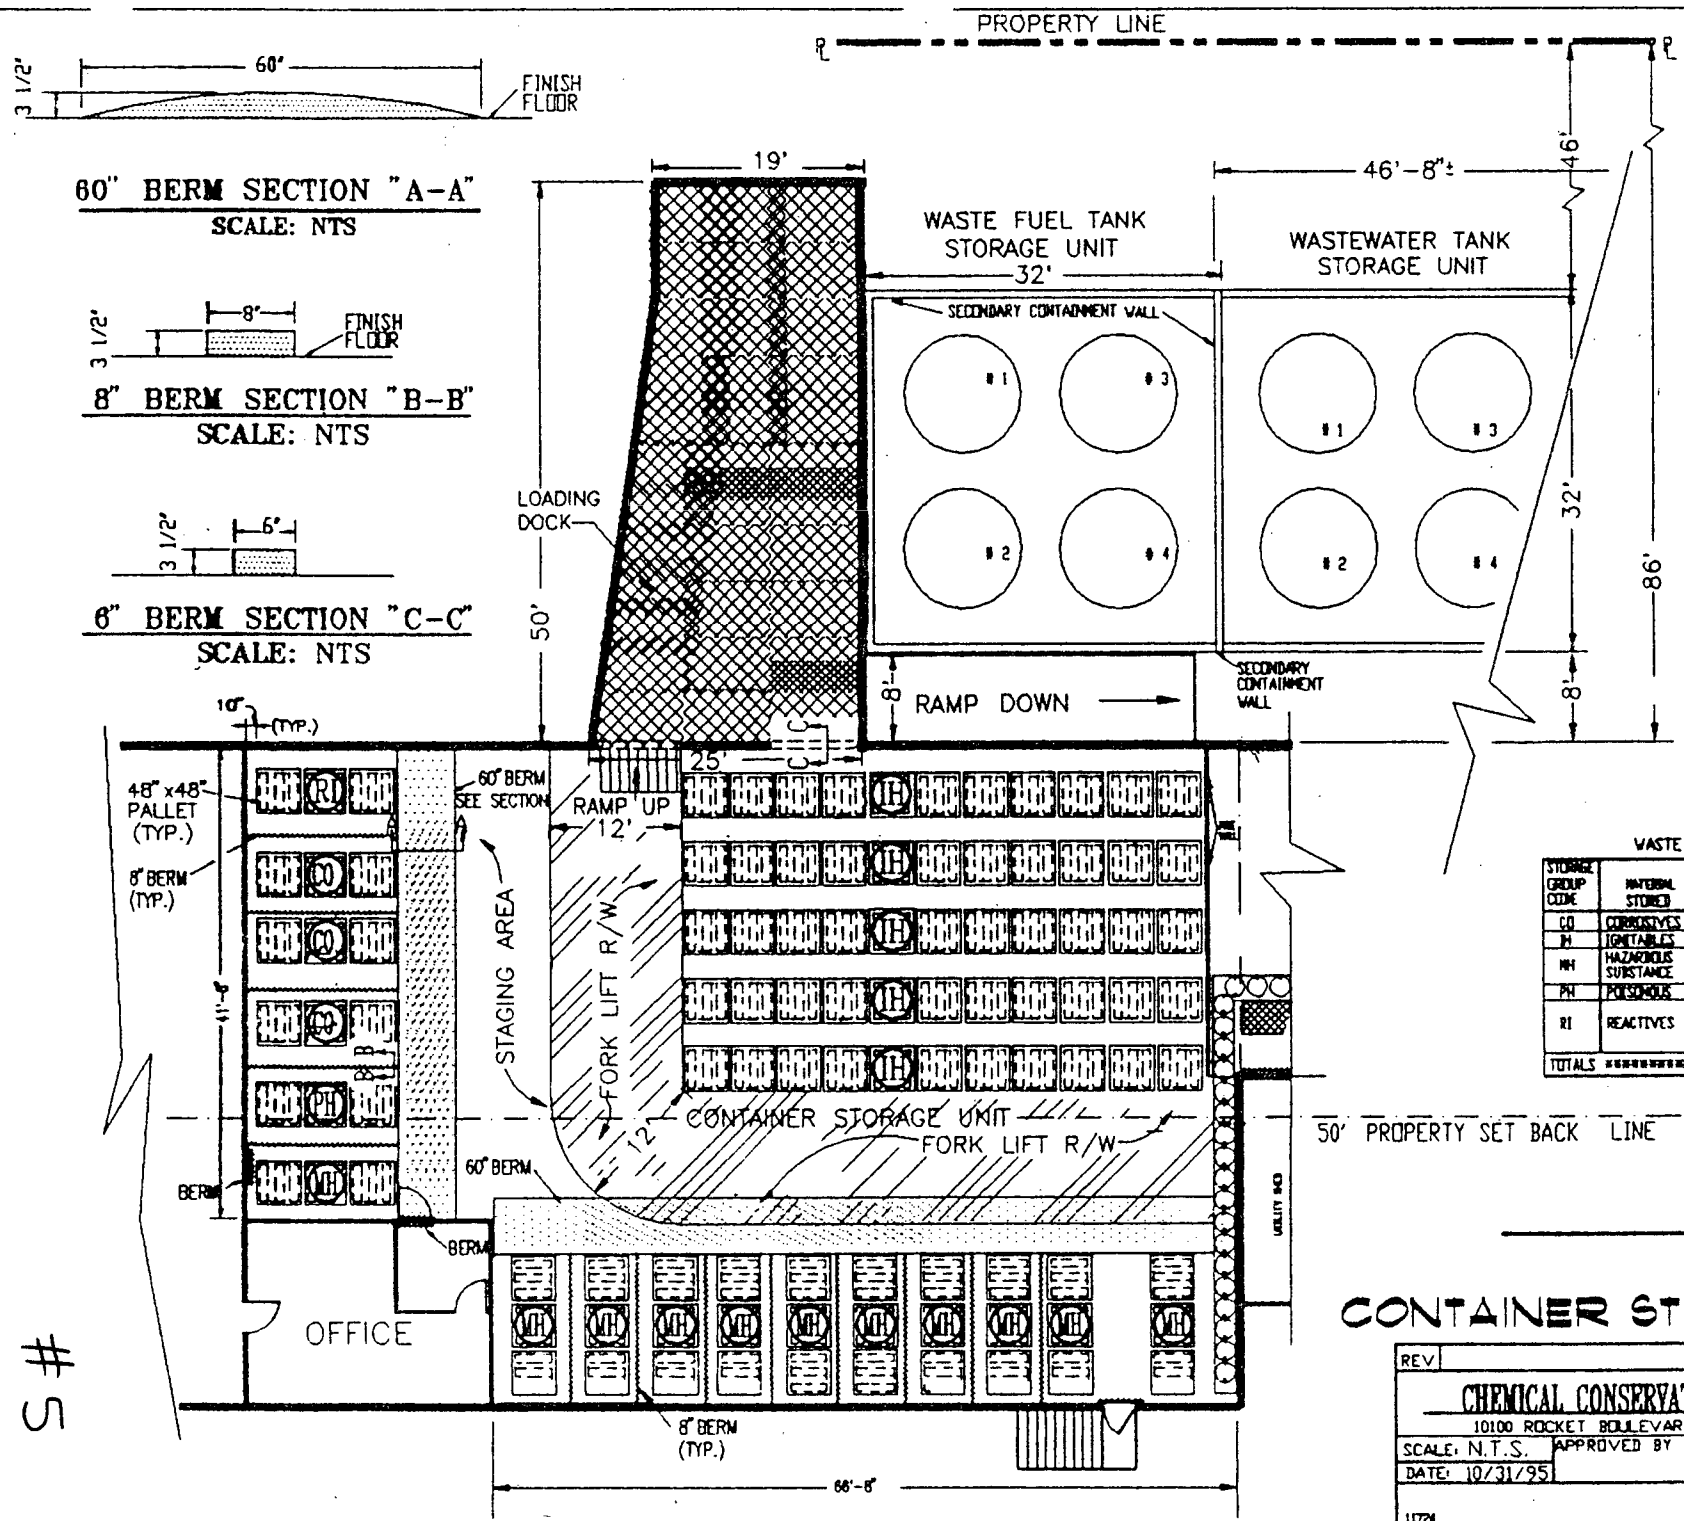 PROPERTY LINE
60"
3 1/2"
FINISH
FLOOR
60" BERM SECTION "A-A"
SCALE: NTS
8"
3 1/2"
FINISH
FLOOR
8" BERM SECTION "B-B"
SCALE: NTS
6"
3 1/2"
6" BERM SECTION "C-C"
SCALE: NTS
19'
50'
LOADING
DOCK
46'-8"±
46'
WASTE FUEL TANK
STORAGE UNIT
32'
WASTEWATER TANK
STORAGE UNIT
SECONDARY CONTAINMENT WALL
# 1
# 3
# 1
# 3
# 2
# 4
# 2
# 4
32'
86'
8'
RAMP DOWN
8'
SECONDARY
CONTAINMENT
WALL
10"
(TYP.)
C
C
25'
48" x48"
PALLET
(TYP.)
8" BERM
(TYP.)
60" BERM
SEE SECTION
RAMP UP
12'
RI
CO
CO
CO
PH
MH
B
B
41'-8"
STAGING AREA
FORK LIFT R/W
IH
IH
IH
IH
IH
CONTAINER STORAGE UNIT
12'
FORK LIFT R/W
60" BERM
BERM
BERM
50' PROPERTY SET BACK LINE
UTILITY SHED
WASTE
STORAGE
GROUP
CODE
MATERIAL
STORED
CO CORROSIVES
IH IGNITABLES
MH HAZARDOUS
SUBSTANCE
PH POISONOUS
RI REACTIVES
TOTALS
OFFICE
MH MH MH MH MH MH MH MH MH MH
8" BERM
(TYP.)
66'-8"
# 5
CONTAINER ST
REV
CHEMICAL CONSERVA
10100 ROCKET BOULEVAR
SCALE: N.T.S. APPROVED BY
DATE: 10/31/95